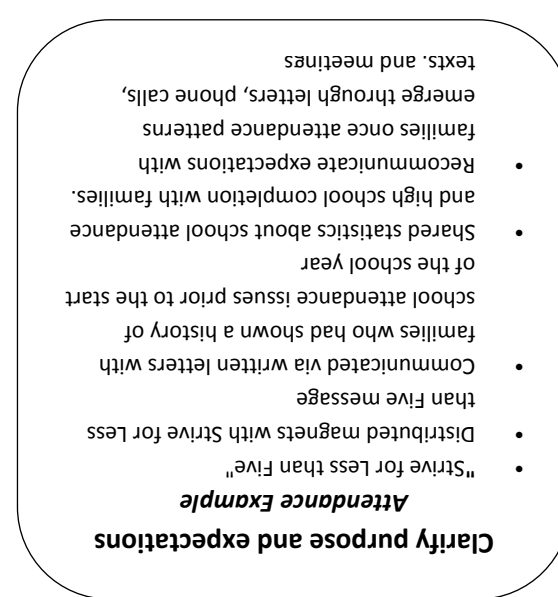 Clarify purpose and expectations
Attendance Example
• "Strive for Less than Five"
• Distributed magnets with Strive for Less
than Five message
• Communicated via written letters with
families who had shown a history of
school attendance issues prior to the start
of the school year
• Shared statistics about school attendance
and high school completion with families.
• Recommunicate expectations with
families once attendance patterns
emerge through letters, phone calls,
texts. and meetings